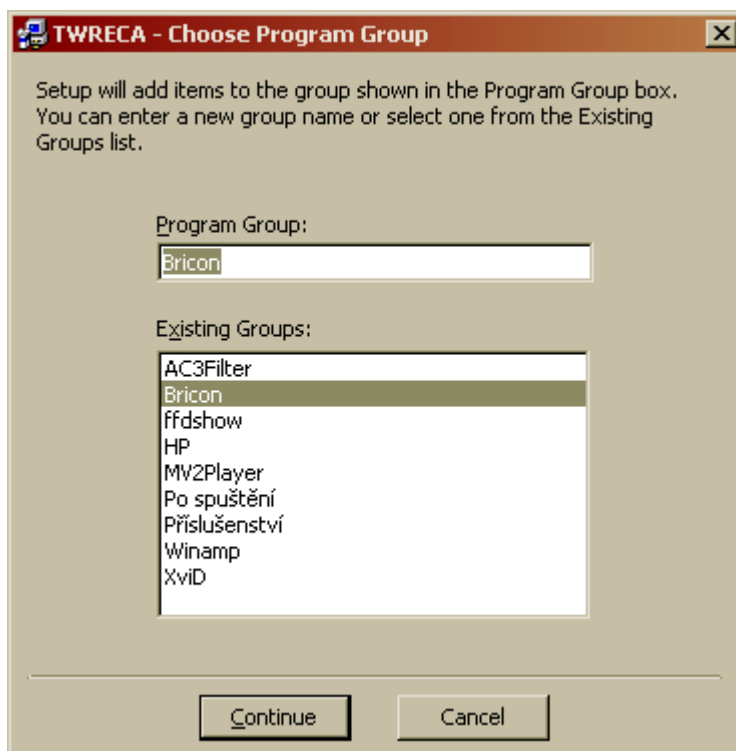 TWRECA - Choose Program Group
Setup will add items to the group shown in the Program Group box.
You can enter a new group name or select one from the Existing
Groups list.
Program Group:
Bricon
Existing Groups:
AC3Filter
Bricon
ffdshow
HP
MV2Player
Po spuštění
Příslušenství
Winamp
XviD
Continue
Cancel